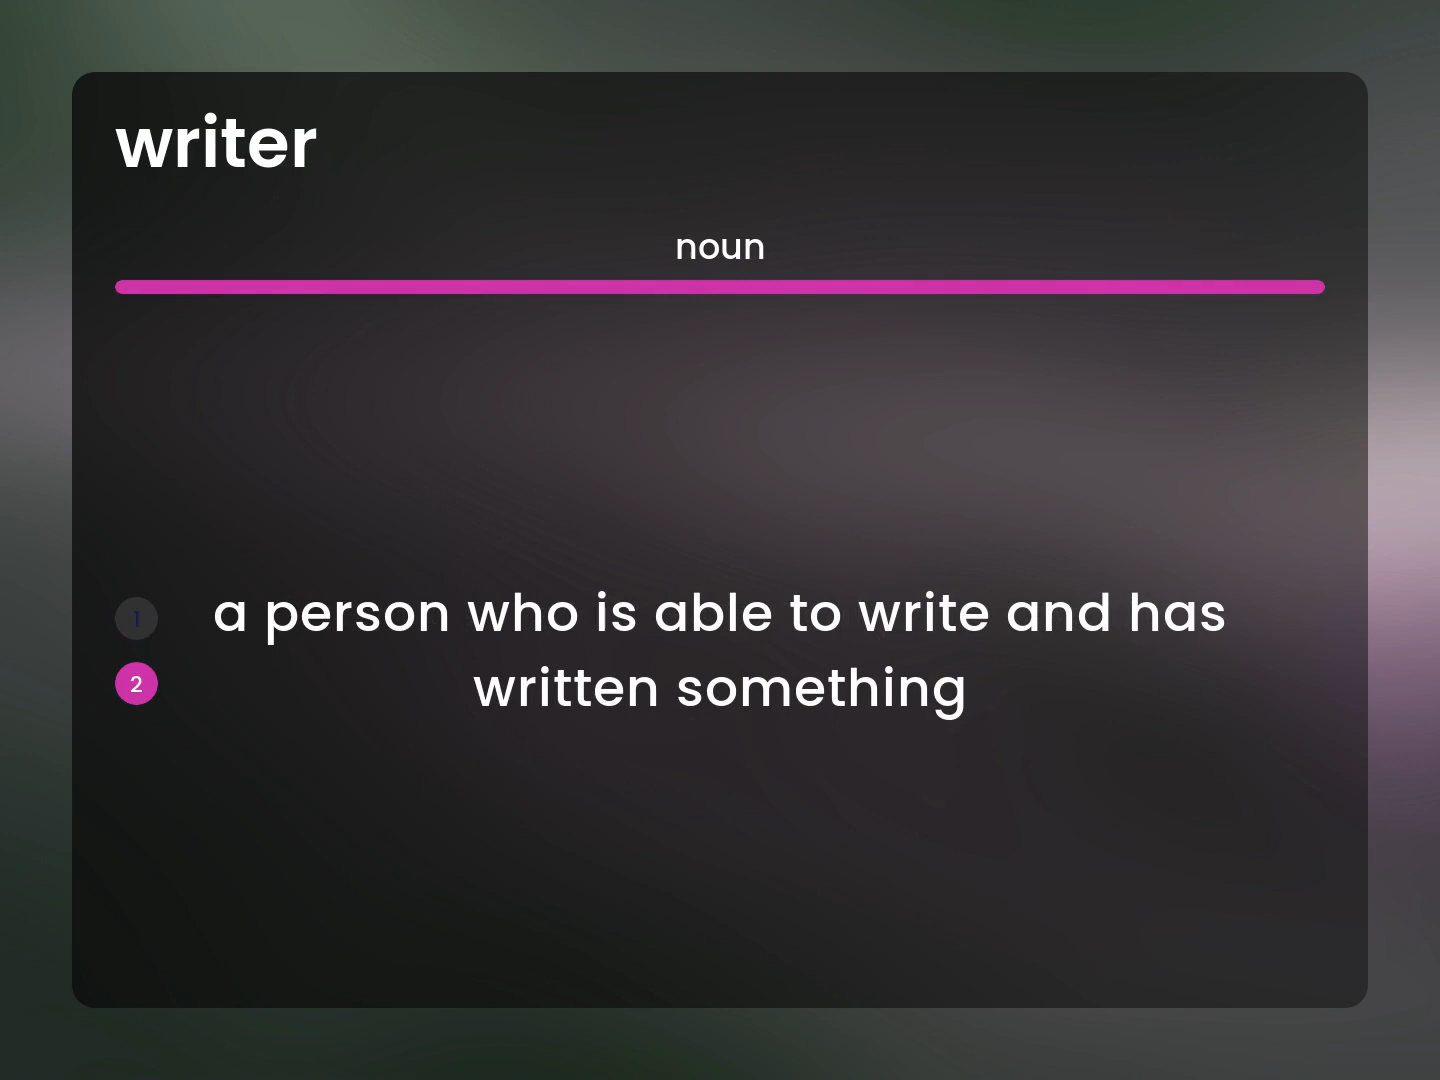 writer
noun
1
a person who is able to write and has
2
written something